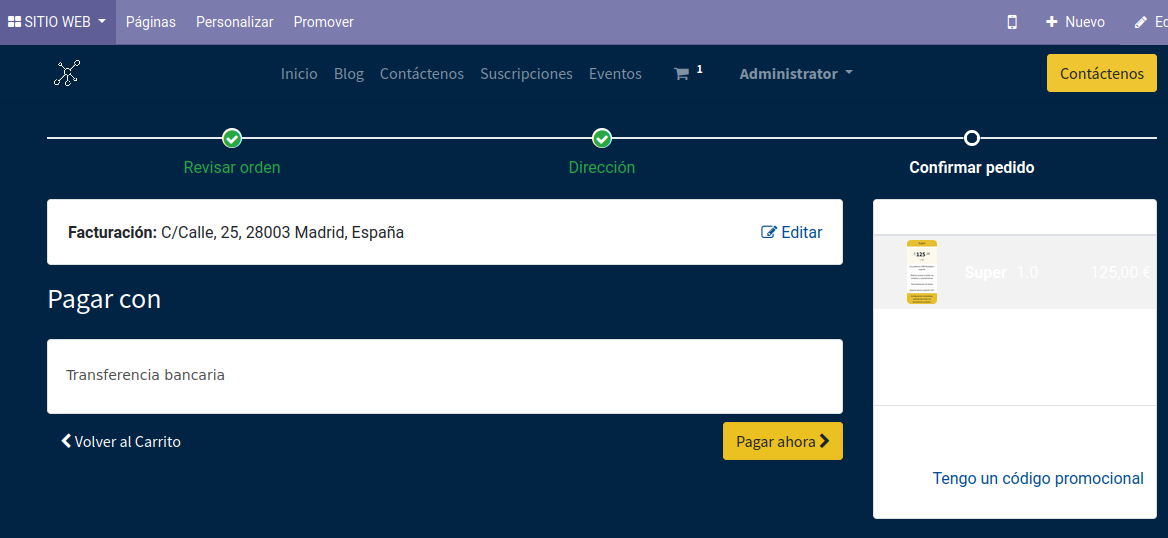 SITIO WEB Páginas Personalizar Promover Nuevo Ed
Inicio Blog Contáctenos Suscripciones Eventos 1 Administrator Contáctenos
Revisar orden Dirección Confirmar pedido
Facturación: C/Calle, 25, 28003 Madrid, España Editar
125
Super 1.0 125,00 €
Pagar con
Transferencia bancaria
Volver al Carrito Pagar ahora
Tengo un código promocional